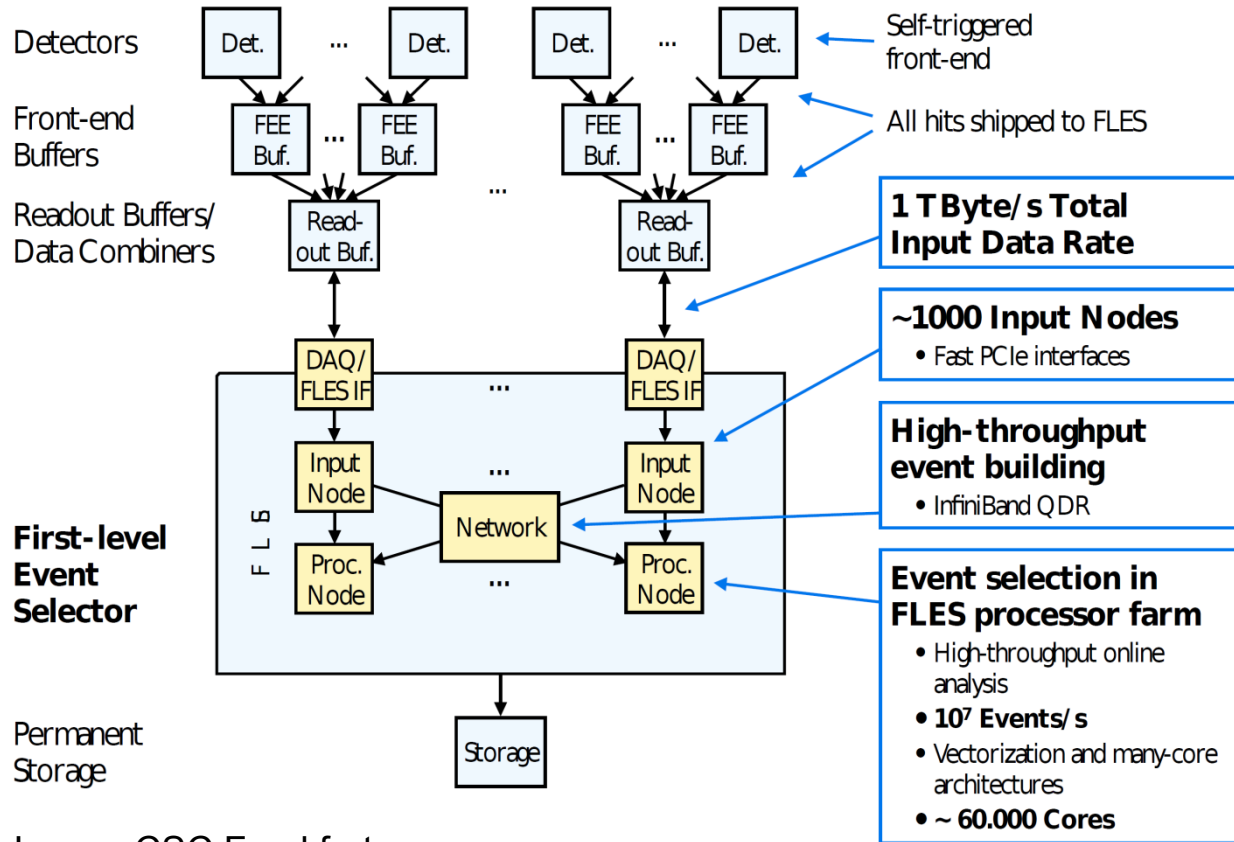 Detectors
Det.
...
Det.
Det.
...
Det.
Self-triggered
front-end
Front-end
Buffers
FEE
Buf.
...
FEE
Buf.
FEE
Buf.
...
FEE
Buf.
All hits shipped to FLES
...
Readout Buffers/
Data Combiners
Read-
out Buf.
Read-
out Buf.
1 TByte/s Total
Input Data Rate
DAQ/
FLES IF
...
DAQ/
FLES IF
~1000 Input Nodes
• Fast PCIe interfaces
Input
Node
...
Input
Node
Network
High-throughput
event building
• InfiniBand QDR
First-level
Event
Selector
Proc.
Node
...
Proc.
Node
Event selection in
FLES processor farm
• High-throughput online
analysis
• 10⁷ Events/s
• Vectorization and many-core
architectures
• ~ 60.000 Cores
Permanent
Storage
Storage
Frankfurt